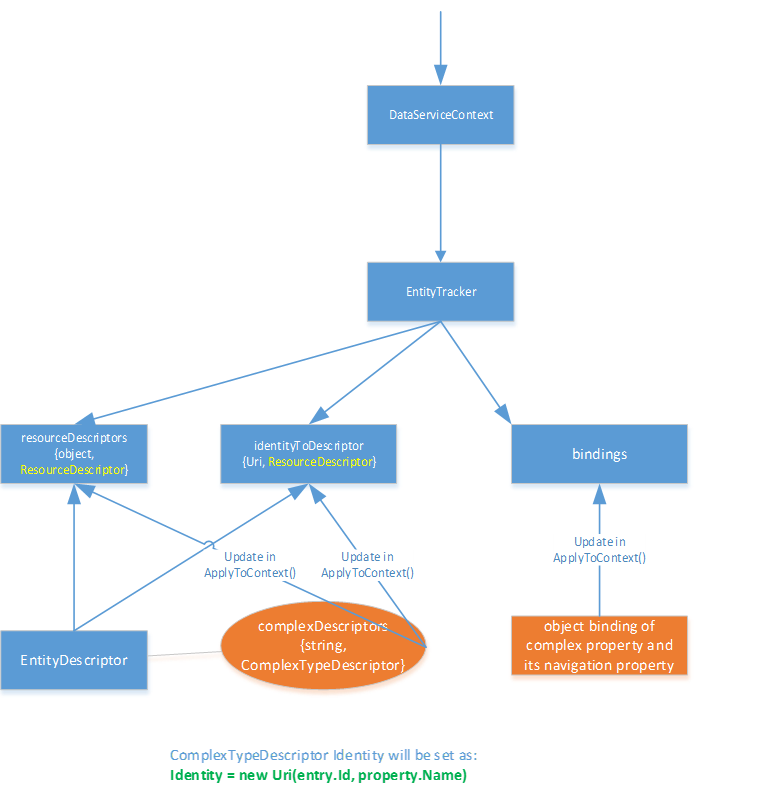 DataServiceContext
EntityTracker
resourceDescriptors
{object,
ResourceDescriptor}
identityToDescriptor
{Uri, ResourceDescriptor}
bindings
Update in
ApplyToContext()
Update in
ApplyToContext()
Update in
ApplyToContext()
EntityDescriptor
complexDescriptors
{string,
ComplexTypeDescriptor}
object binding of
complex property and
its navigation property
ComplexTypeDescriptor Identity will be set as:
Identity = new Uri(entry.Id, property.Name)